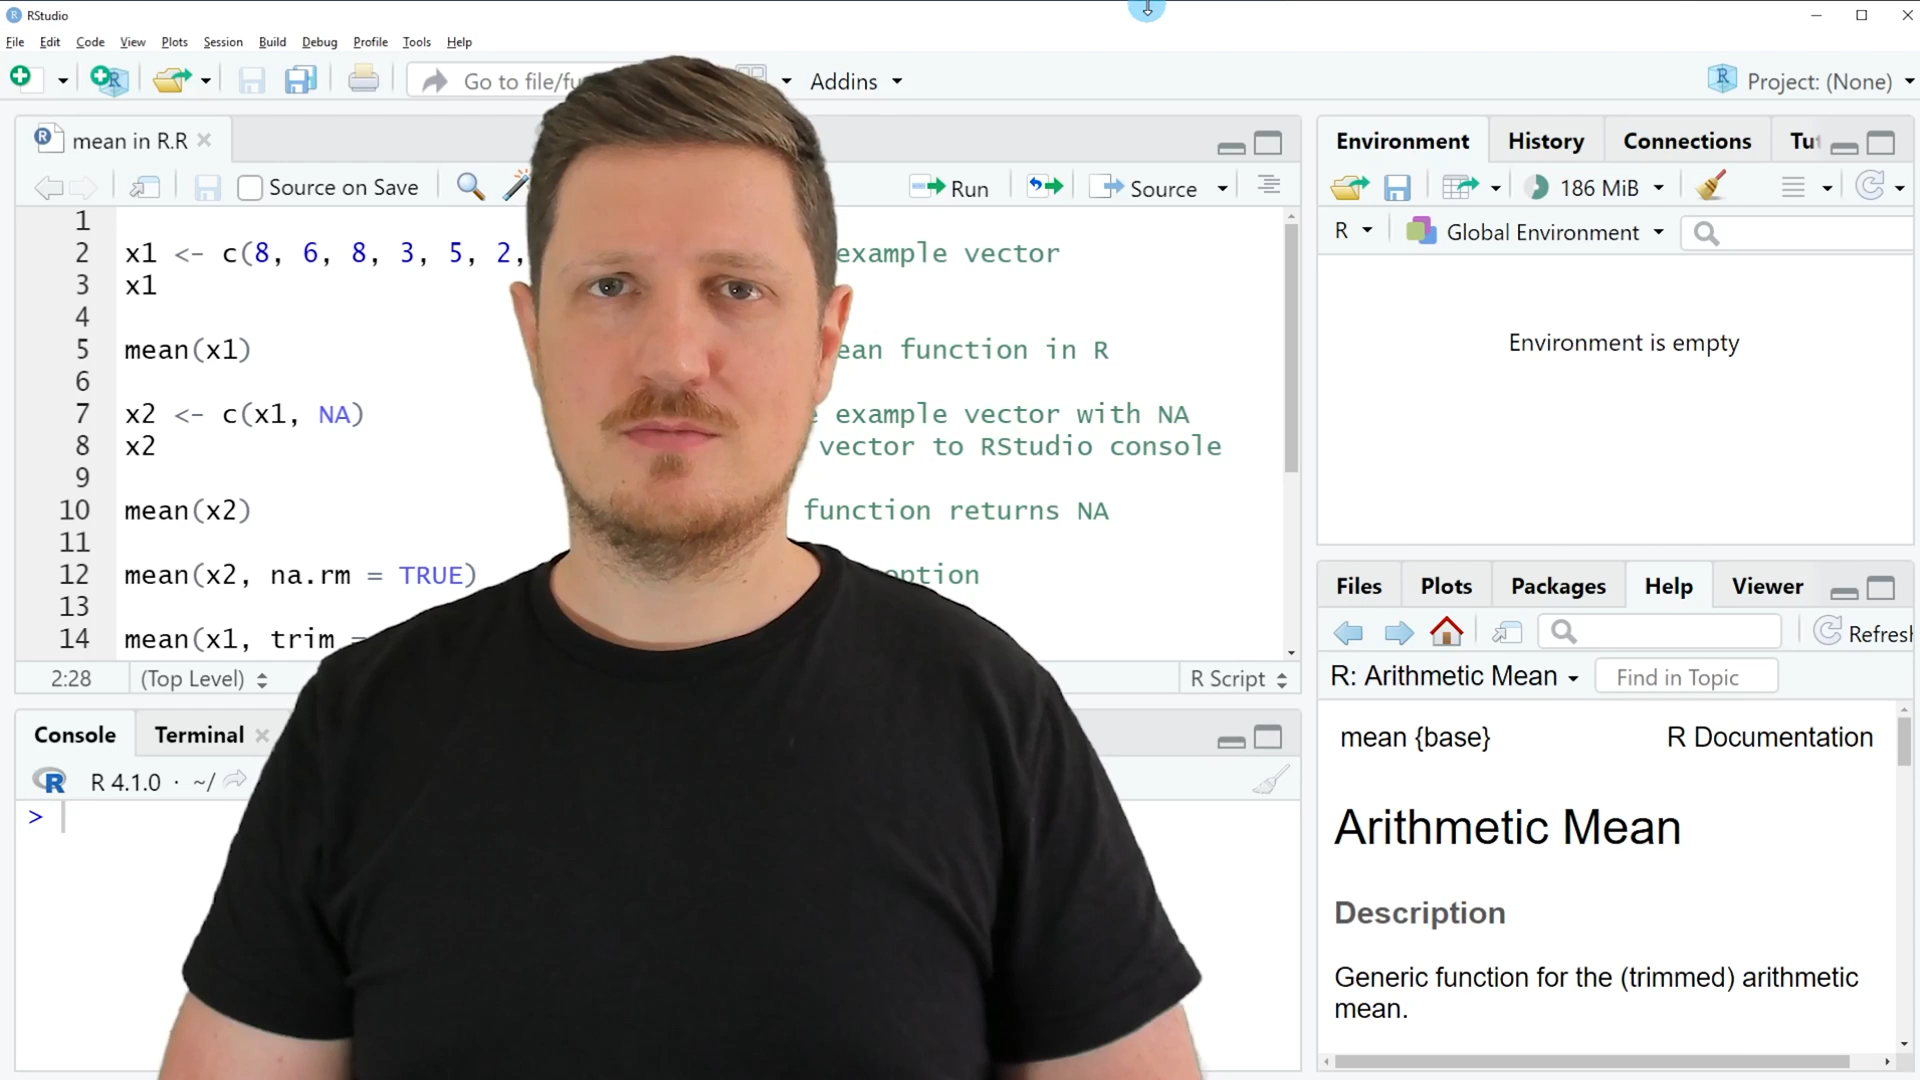 RStudio
File Edit Code View Plots Session Build Debug Profile Tools Help
Go to file/fu
Addins
Project: (None)
mean in R.R
Source on Save
Run
Source
1
2 x1 <- c(8, 6, 8, 3, 5, 2, example vector
3 x1
4
5 mean(x1) ean function in R
6
7 x2 <- c(x1, NA) example vector with NA
8 x2 vector to RStudio console
9
10 mean(x2) function returns NA
11
12 mean(x2, na.rm = TRUE) option
13
14 mean(x1, trim =
2:28 (Top Level) R Script
Console Terminal
R 4.1.0 · ~/
>
Environment History Connections Tut
186 MiB
R Global Environment
Environment is empty
Files Plots Packages Help Viewer
Refresh
R: Arithmetic Mean Find in Topic
mean {base} R Documentation
Arithmetic Mean
Description
Generic function for the (trimmed) arithmetic
mean.